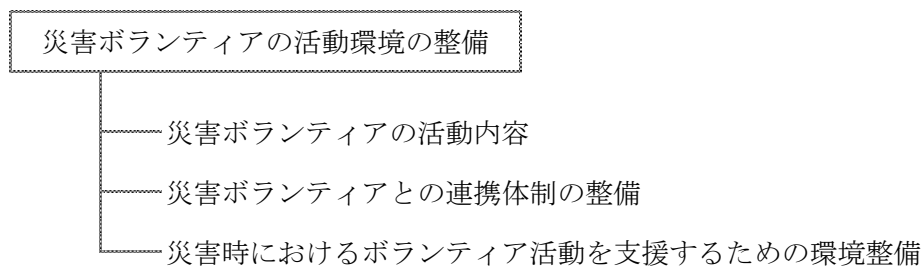 災害ボランティアの活動環境の整備
災害ボランティアの活動内容
災害ボランティアとの連携体制の整備
災害時におけるボランティア活動を支援するための環境整備